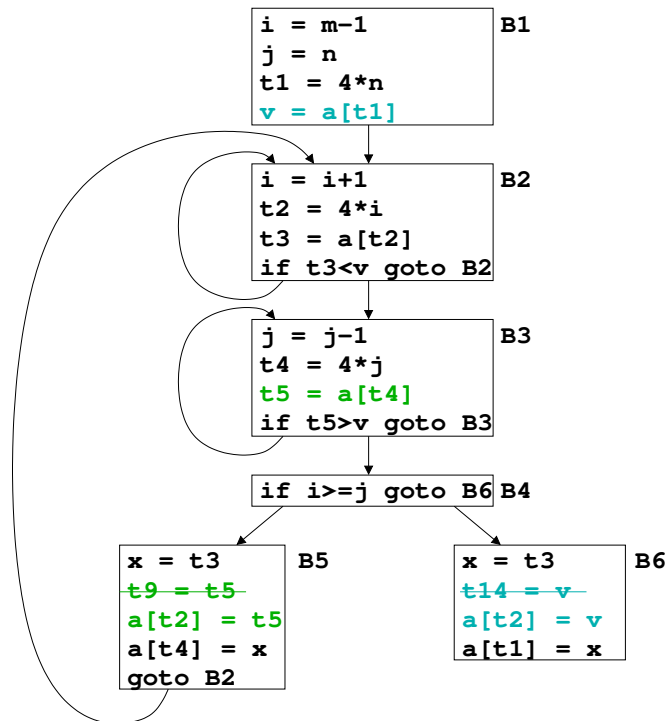 i = m-1 B1
j = n
t1 = 4*n
v = a[t1]
i = i+1 B2
t2 = 4*i
t3 = a[t2]
if t3<v goto B2
j = j-1 B3
t4 = 4*j
t5 = a[t4]
if t5>v goto B3
if i>=j goto B6 B4
x = t3 B5
t9 = t5
a[t2] = t5
a[t4] = x
goto B2
x = t3 B6
t14 = v
a[t2] = v
a[t1] = x